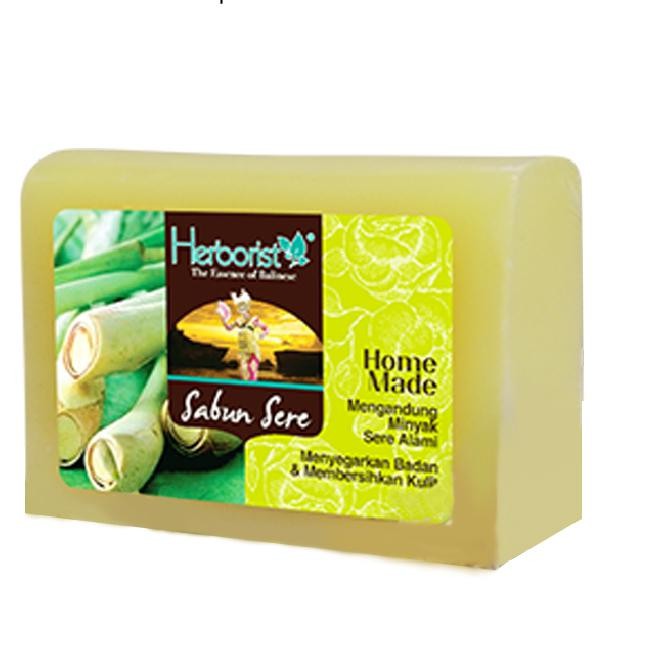 Herborist®
The Essence of Balinese
Sabun Sere
Home
Made
Mengandung
Minyak
Sere Alami
Menyegarkan Badan
& Membersihkan Kulit